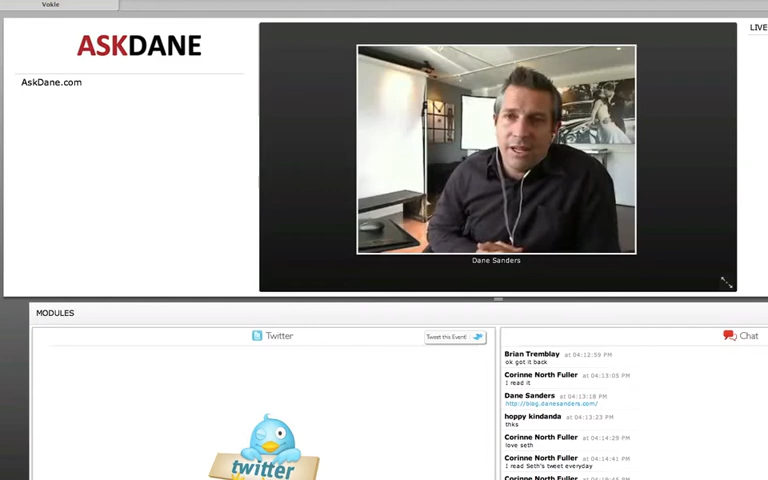 Vokle
ASKDANE
AskDane.com
LIVE
Dane Sanders
MODULES
Twitter
Tweet this Event!
twitter
Chat
Brian Tremblay at 04:12:59 PM
ok got it back
Corinne North Fuller at 04:13:05 PM
I read it
Dane Sanders at 04:13:18 PM
http://blog.danesanders.com/
hoppy kindanda at 04:13:23 PM
thks
Corinne North Fuller at 04:14:29 PM
love seth
Corinne North Fuller at 04:14:41 PM
I read Seth's tweet everyday